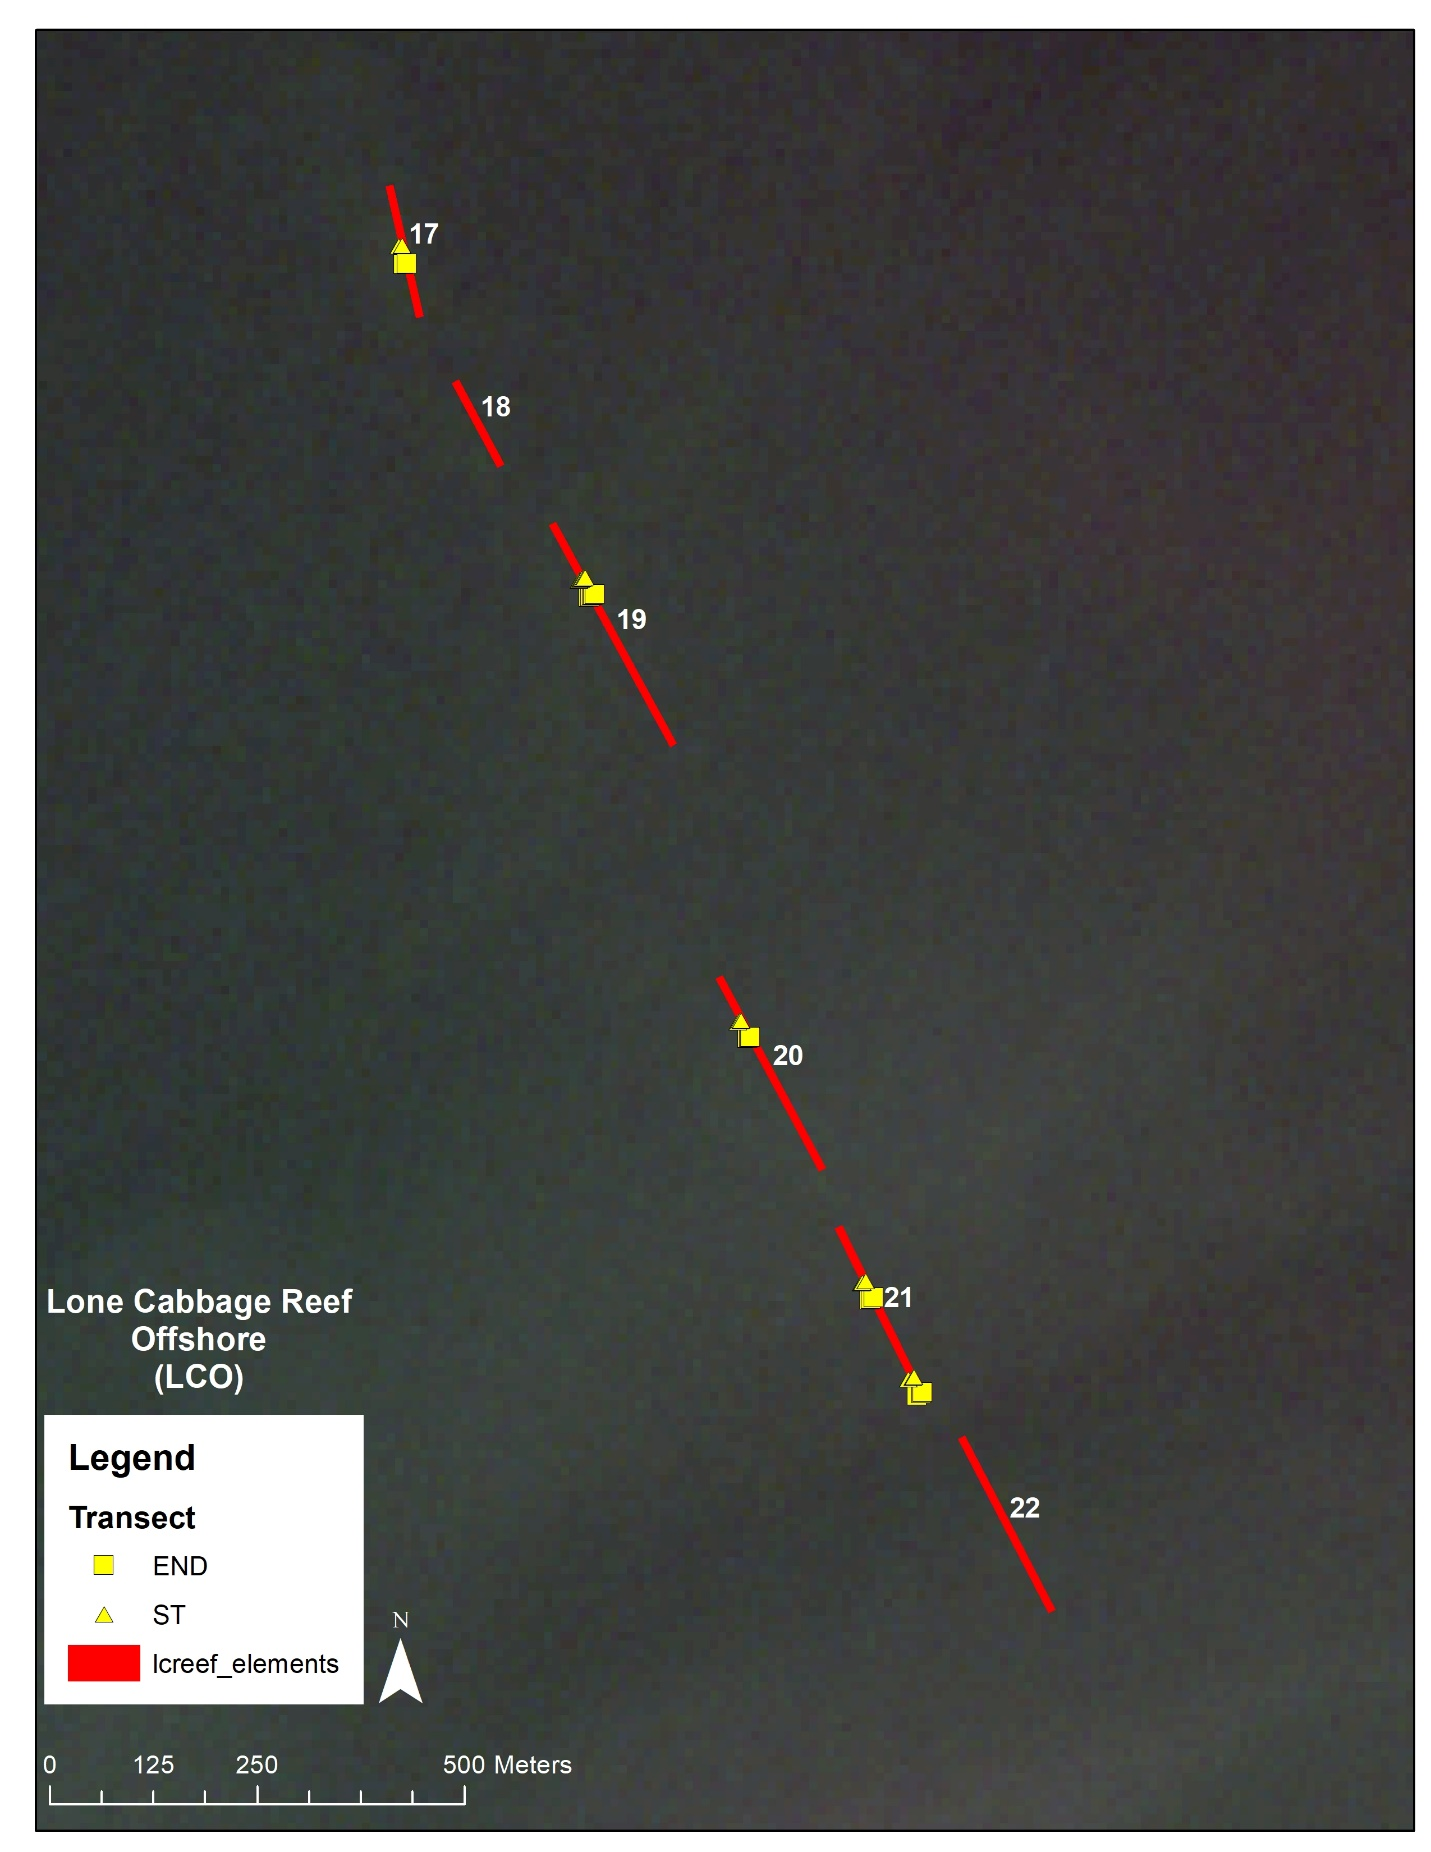 17
18
19
20
21
22
Lone Cabbage Reef
Offshore
(LCO)
Legend
Transect
END
ST
lcreef_elements
N
0 125 250 500 Meters